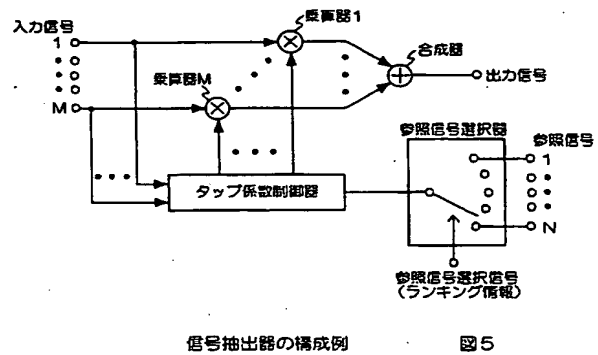 入力信号
1
M
乗算器1
乗算器M
合成器
出力信号
タップ係数制御器
参照信号選択器
参照信号
1
N
参照信号選択信号
(ランキング情報)
信号抽出器の構成例 図5